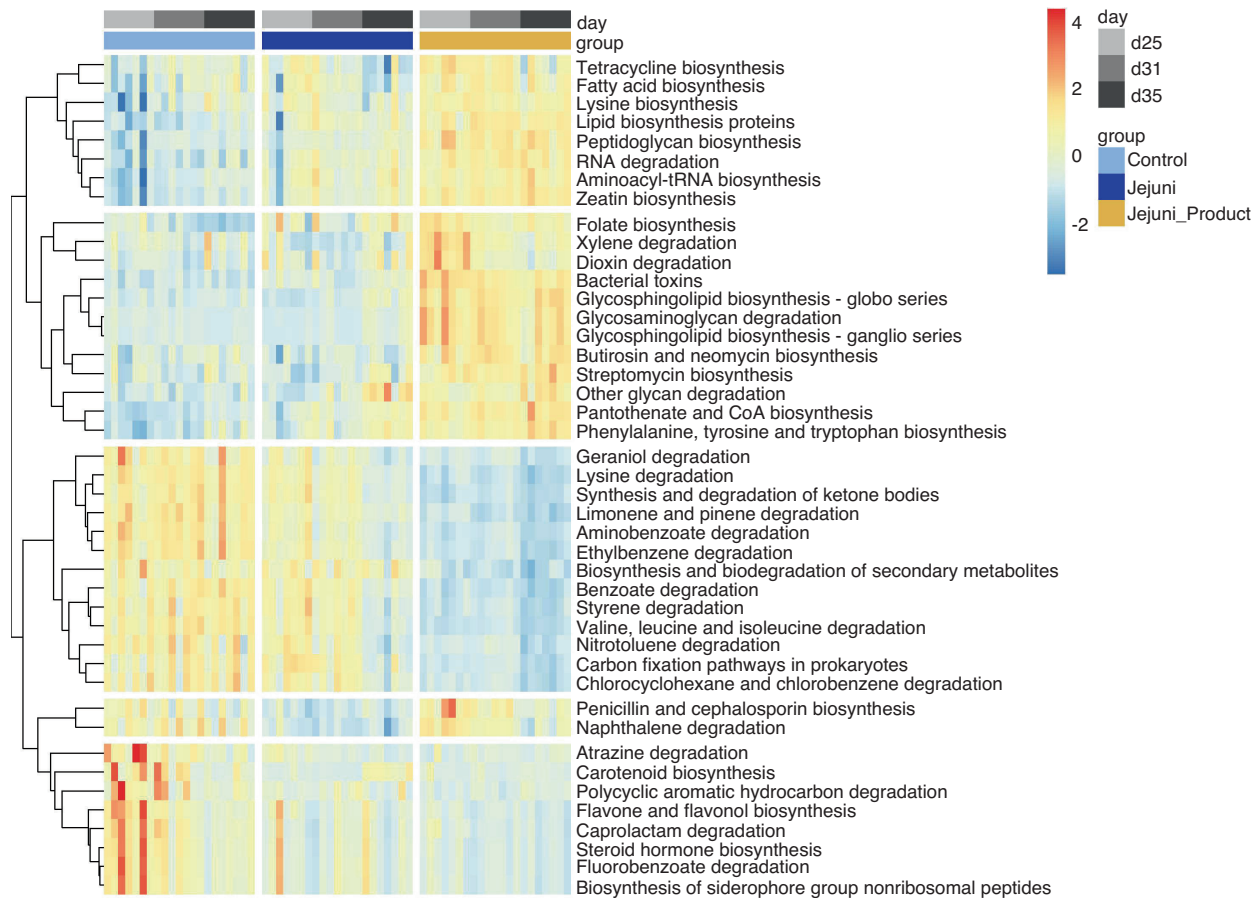 day
group
Tetracycline biosynthesis
Fatty acid biosynthesis
Lysine biosynthesis
Lipid biosynthesis proteins
Peptidoglycan biosynthesis
RNA degradation
Aminoacyl-tRNA biosynthesis
Zeatin biosynthesis
Folate biosynthesis
Xylene degradation
Dioxin degradation
Bacterial toxins
Glycosphingolipid biosynthesis - globo series
Glycosaminoglycan degradation
Glycosphingolipid biosynthesis - ganglio series
Butirosin and neomycin biosynthesis
Streptomycin biosynthesis
Other glycan degradation
Pantothenate and CoA biosynthesis
Phenylalanine, tyrosine and tryptophan biosynthesis
Geraniol degradation
Lysine degradation
Synthesis and degradation of ketone bodies
Limonene and pinene degradation
Aminobenzoate degradation
Ethylbenzene degradation
Biosynthesis and biodegradation of secondary metabolites
Benzoate degradation
Styrene degradation
Valine, leucine and isoleucine degradation
Nitrotoluene degradation
Carbon fixation pathways in prokaryotes
Chlorocyclohexane and chlorobenzene degradation
Penicillin and cephalosporin biosynthesis
Naphthalene degradation
Atrazine degradation
Carotenoid biosynthesis
Polycyclic aromatic hydrocarbon degradation
Flavone and flavonol biosynthesis
Caprolactam degradation
Steroid hormone biosynthesis
Fluorobenzoate degradation
Biosynthesis of siderophore group nonribosomal peptides
4
2
0
-2
day
d25
d31
d35
group
Control
Jejuni
Jejuni_Product